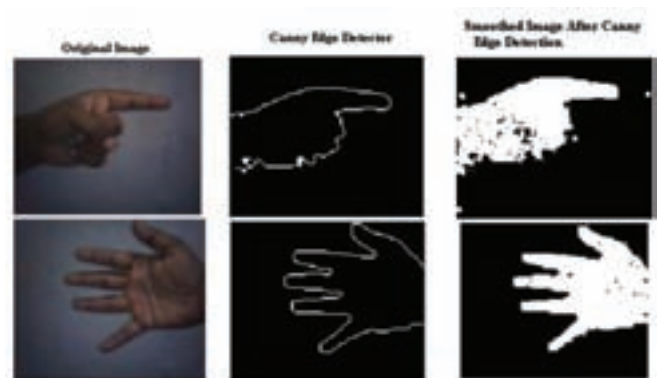 Original Image
Canny Edge Detector
Smoothed Image After Canny
Edge Detection